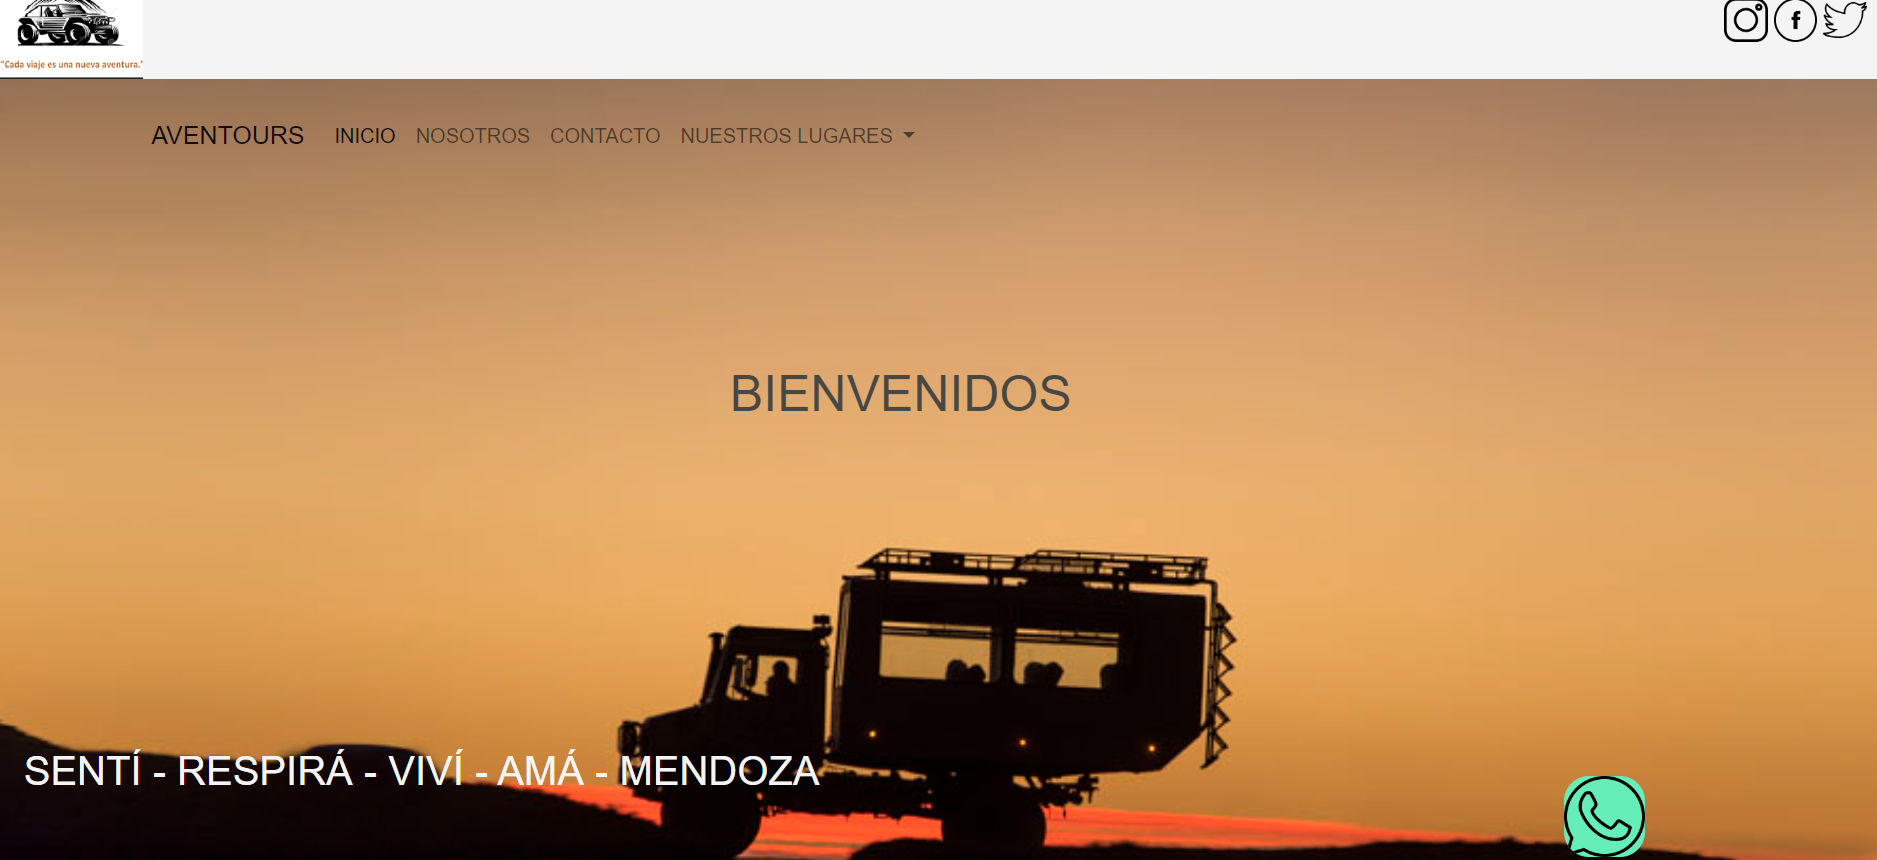 “Cada viaje es una nueva aventura.”
AVENTOURS INICIO NOSOTROS CONTACTO NUESTROS LUGARES
BIENVENIDOS
SENTÍ - RESPIRÁ - VIVÍ - AMÁ - MENDOZA